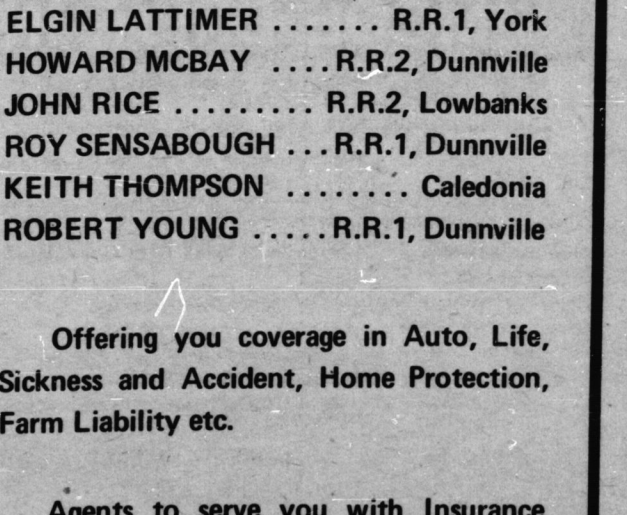 ELGIN LATTIMER ....... R.R.1, York
HOWARD MCBAY ....R.R.2, Dunnville
JOHN RICE ......... R.R.2, Lowbanks
ROY SENSABOUGH ...R.R.1, Dunnville
KEITH THOMPSON ........ Caledonia
ROBERT YOUNG .....R.R.1, Dunnville
Offering you coverage in Auto, Life,
Sickness and Accident, Home Protection,
Farm Liability etc.
Agents to serve you with Insurance